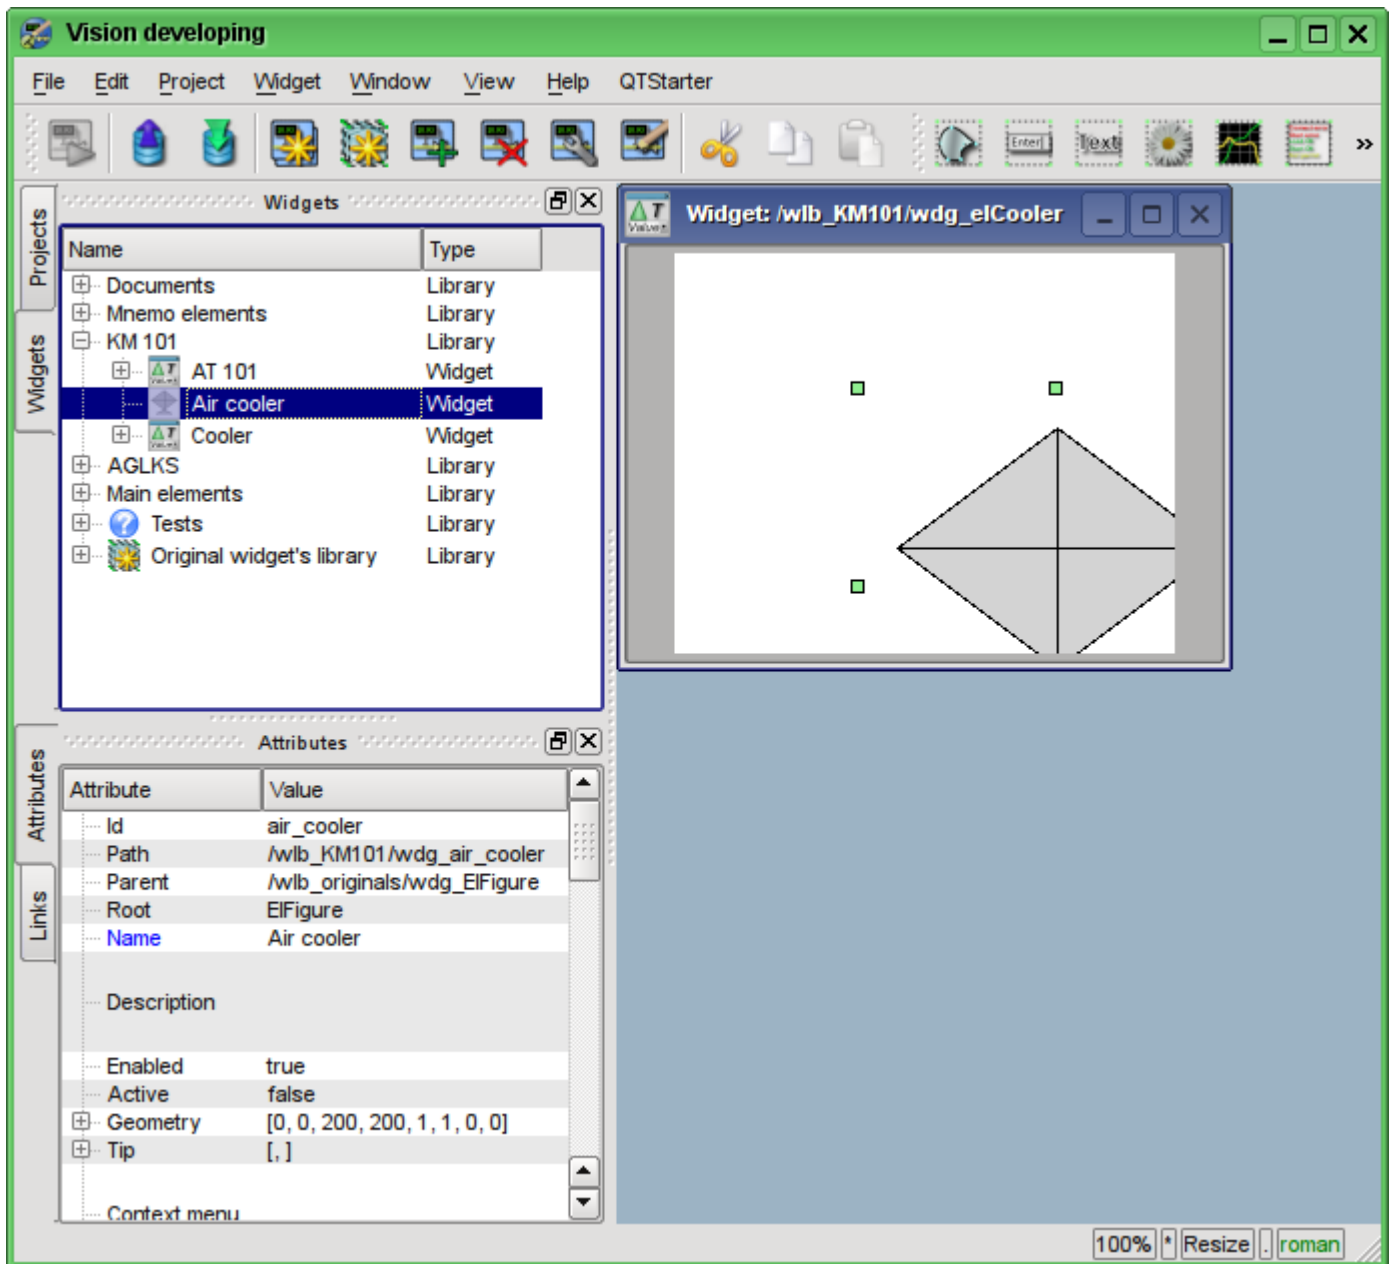 Vision developing
File Edit Project Widget Window View Help QTStarter
Enter Text »
Projects
Widgets
Widgets
Name Type
Documents Library
Mnemo elements Library
KM 101 Library
AT 101 Widget
Air cooler Widget
Cooler Widget
AGLKS Library
Main elements Library
Tests Library
Original widget's library Library
Widget: /wlb_KM101/wdg_elCooler
Attributes
Links
Attributes
Attribute Value
Id air_cooler
Path /wlb_KM101/wdg_air_cooler
Parent /wlb_originals/wdg_ElFigure
Root ElFigure
Name Air cooler
Description
Enabled true
Active false
Geometry [0, 0, 200, 200, 1, 1, 0, 0]
Tip [, ]
Context menu
100% * Resize . roman